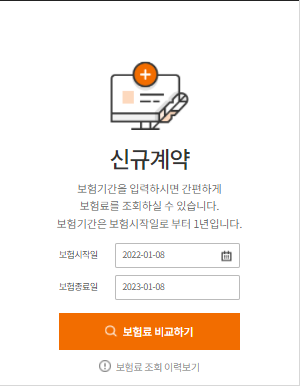 신규계약
보험기간을 입력하시면 간편하게
보험료를 조회하실 수 있습니다.
보험기간은 보험시작일로 부터 1년입니다.
보험시작일 2022-01-08
보험종료일 2023-01-08
보험료 비교하기
보험료 조회 이력보기